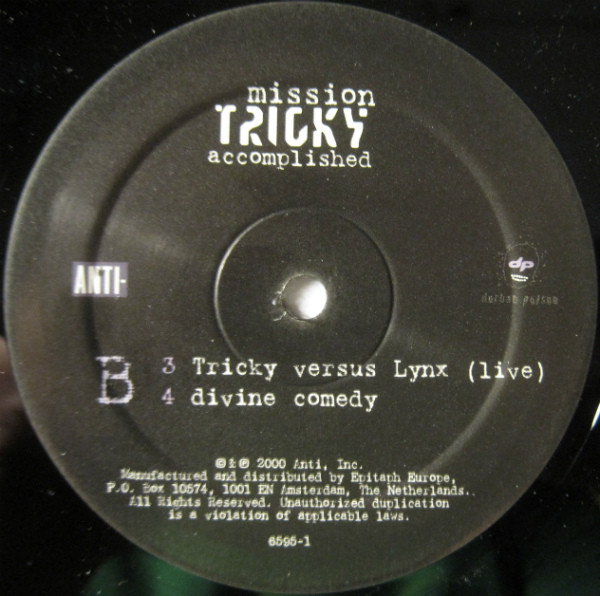 mission
TRICKY
accomplished
ANTI-
dp
B
3 Tricky versus Lynx (live)
4 divine comedy
©&℗ 2000 Anti, Inc.
Manufactured and distributed by Epitaph Europe,
P.O. Box 10574, 1001 EN Amsterdam, The Netherlands.
All Rights Reserved. Unauthorized duplication
is a violation of applicable laws.
6595-1